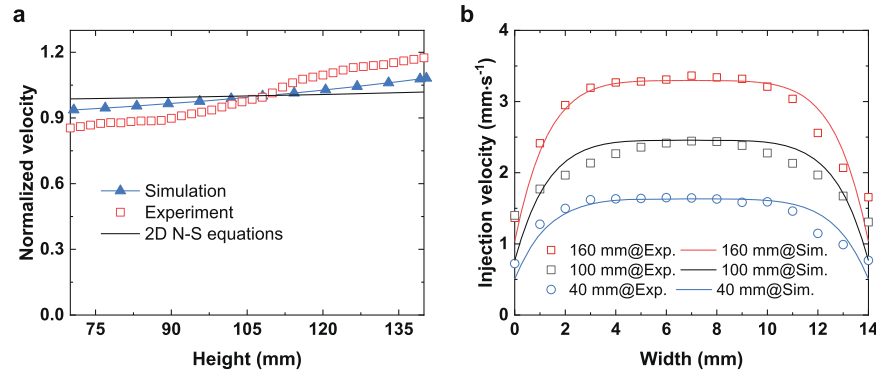 a
Normalized velocity
1.2
0.9
0.6
0.3
0.0
Simulation
Experiment
2D N-S equations
75 90 105 120 135
Height (mm)
b
Injection velocity (mm·s⁻¹)
4
3
2
1
0
160 mm@Exp. 160 mm@Sim.
100 mm@Exp. 100 mm@Sim.
40 mm@Exp. 40 mm@Sim.
0 2 4 6 8 10 12 14
Width (mm)